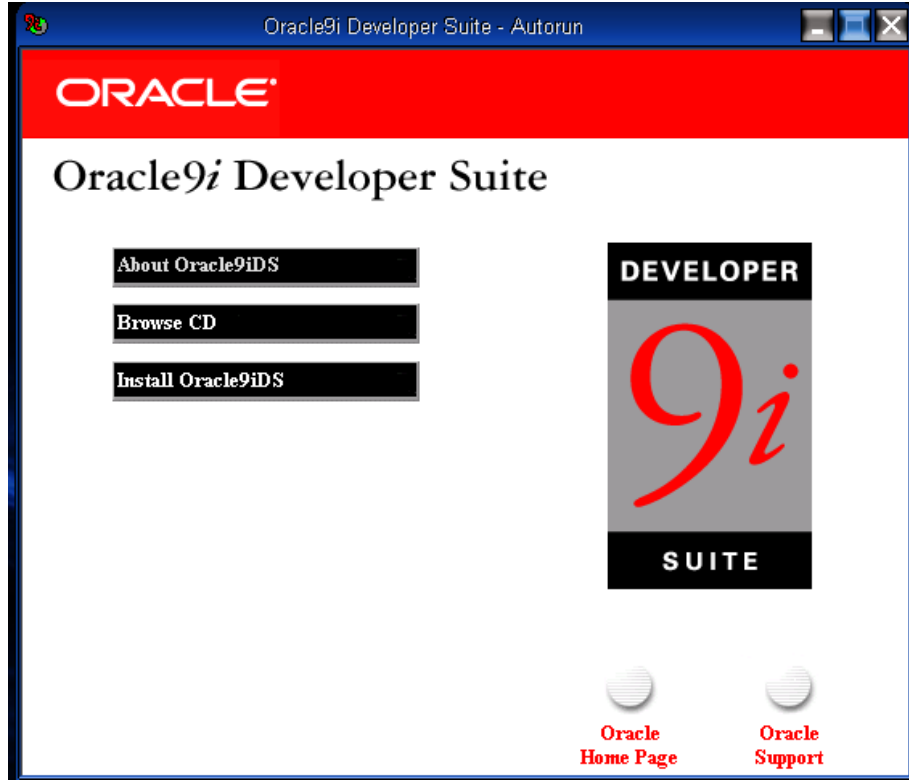 Oracle9i Developer Suite - Autorun
ORACLE®
Oracle9i Developer Suite
About Oracle9iDS
Browse CD
Install Oracle9iDS
DEVELOPER
9i
SUITE
Oracle
Home Page
Oracle
Support